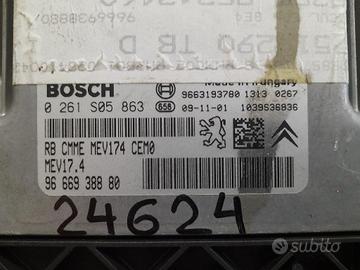 BOSCH
Made in Hungary
9663193780 1313 0267
0 261 S05 863
658
09-11-01
1039S36836
RB CMME MEV174 CEM0
MEV17.4
96 669 388 80
24624
subito